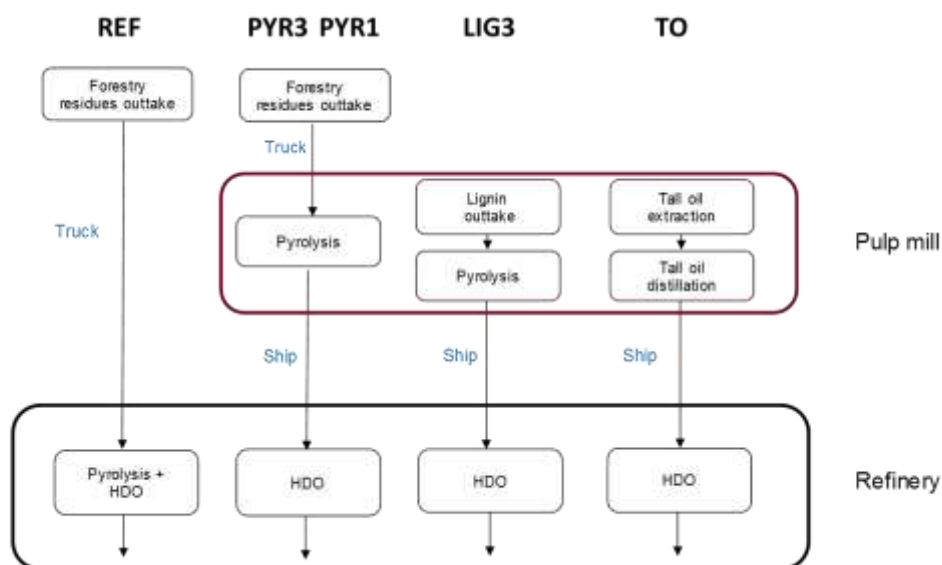 REF
PYR3 PYR1
LIG3
TO
Forestry
residues outtake
Forestry
residues outtake
Truck
Truck
Lignin
outtake
Tall oil
extraction
Pyrolysis
Pyrolysis
Tall oil
distillation
Pulp mill
Ship
Ship
Ship
Pyrolysis +
HDO
HDO
HDO
HDO
Refinery